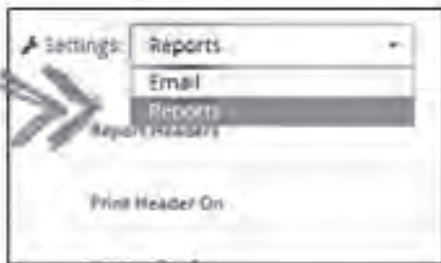 Settings: Reports
Email
Reports
Report Headers
Print Header On